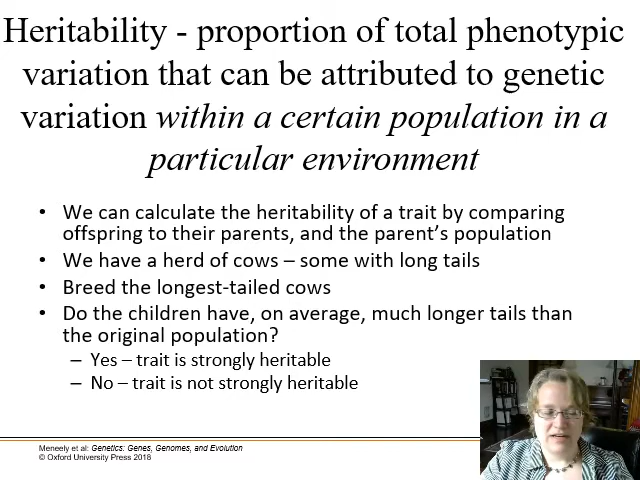 Heritability - proportion of total phenotypic
variation that can be attributed to genetic
variation within a certain population in a
particular environment
• We can calculate the heritability of a trait by comparing
offspring to their parents, and the parent’s population
• We have a herd of cows – some with long tails
• Breed the longest-tailed cows
• Do the children have, on average, much longer tails than
the original population?
– Yes – trait is strongly heritable
– No – trait is not strongly heritable
Meneely et al: Genetics: Genes, Genomes, and Evolution
© Oxford University Press 2018